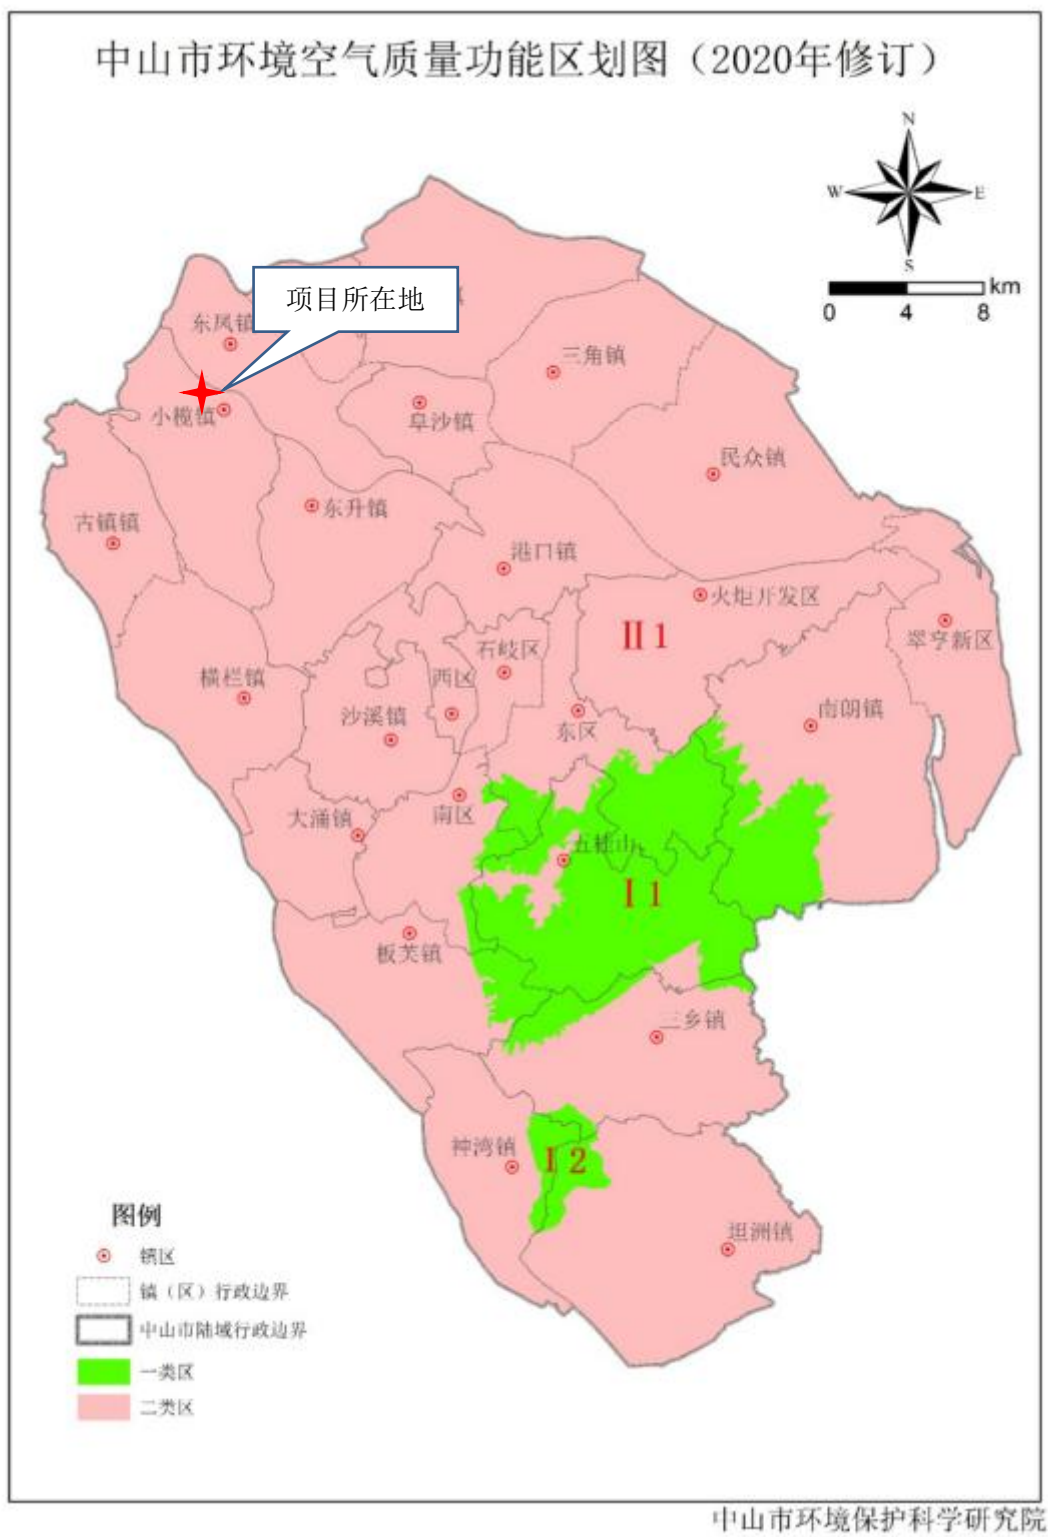 中山市环境空气质量功能区划图（2020年修订）
N
W
E
S
km
0 4 8
项目所在地
东凤镇
三角镇
小榄镇
阜沙镇
民众镇
古镇镇
东升镇
港口镇
火炬开发区
Ⅱ1
翠亨新区
石岐区
横栏镇
西区
沙溪镇
南朗镇
东区
大涌镇
南区
五桂山
Ⅰ1
板芙镇
三乡镇
神湾镇
Ⅰ2
坦洲镇
图例
镇区
镇（区）行政边界
中山市陆域行政边界
一类区
二类区
中山市环境保护科学研究院